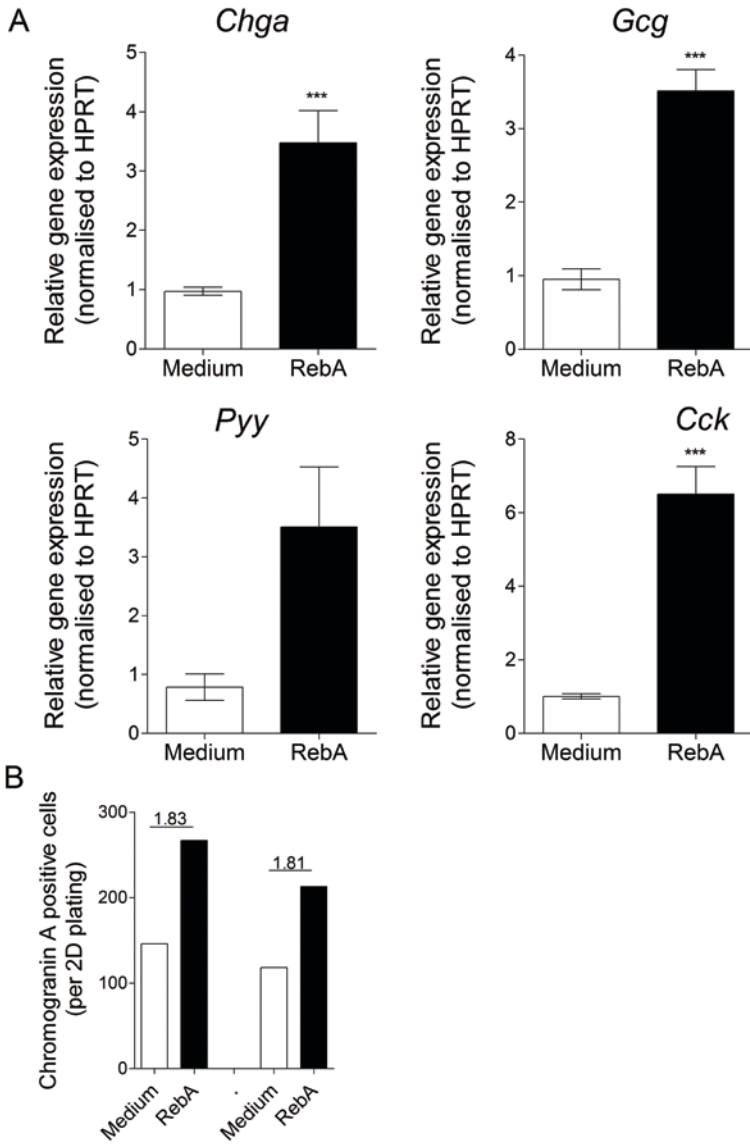 A
Chga
Relative gene expression
(normalised to HPRT)
5
4
3
2
1
0
***
Medium RebA
Gcg
Relative gene expression
(normalised to HPRT)
4
3
2
1
0
***
Medium RebA
Pyy
Relative gene expression
(normalised to HPRT)
5
4
3
2
1
0
Medium RebA
Cck
Relative gene expression
(normalised to HPRT)
8
6
4
2
0
***
Medium RebA
B
Chromogranin A positive cells
(per 2D plating)
300
200
100
0
1.83
1.81
Medium RebA . Medium RebA